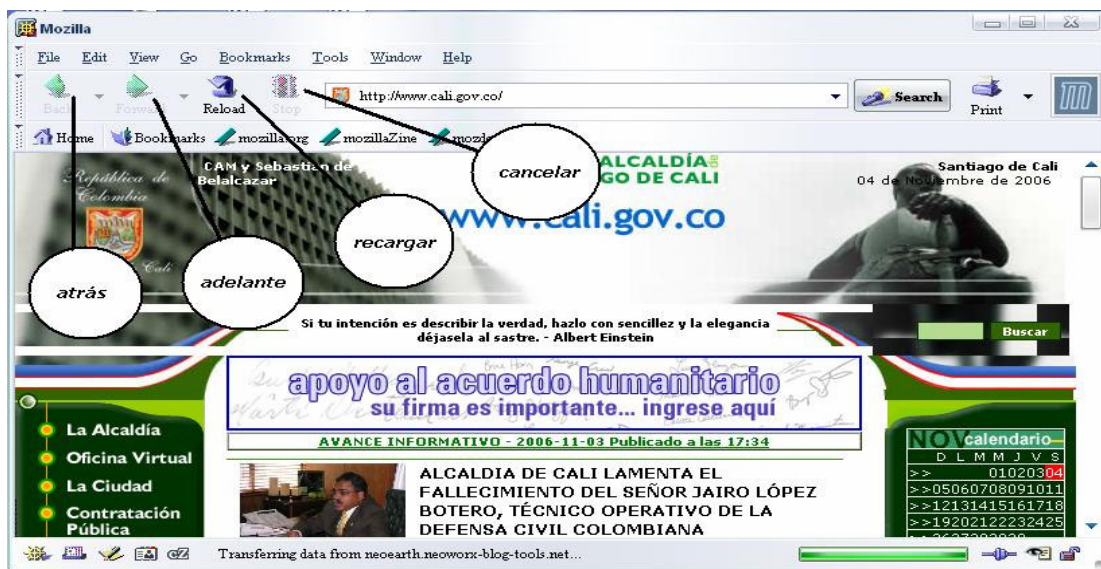 Mozilla
File Edit View Go Bookmarks Tools Window Help
Back Forward Reload Stop http://www.cali.gov.co/ Search Print
Home Bookmarks mozilla.org mozillaZine
cancelar
recargar
adelante
atrás
República de
Colombia
Cali
CAM y Sebastián de
Belalcazar
ALCALDÍA
GO DE CALI
www.cali.gov.co
Santiago de Cali
04 de Noviembre de 2006
Si tu intención es describir la verdad, hazlo con sencillez y la elegancia
déjasela al sastre. - Albert Einstein
Buscar
apoyo al acuerdo humanitario
su firma es importante... ingrese aquí
AVANCE INFORMATIVO - 2006-11-03 Publicado a las 17:34
La Alcaldía
Oficina Virtual
La Ciudad
Contratación
Pública
ALCALDIA DE CALI LAMENTA EL
FALLECIMIENTO DEL SEÑOR JAIRO LÓPEZ
BOTERO, TÉCNICO OPERATIVO DE LA
DEFENSA CIVIL COLOMBIANA
NOV calendario
D L M M J V S
>> 01020304
>>05060708091011
>>12131415161718
>>19202122232425
Transferring data from neoearth.neoworx-blog-tools.net...